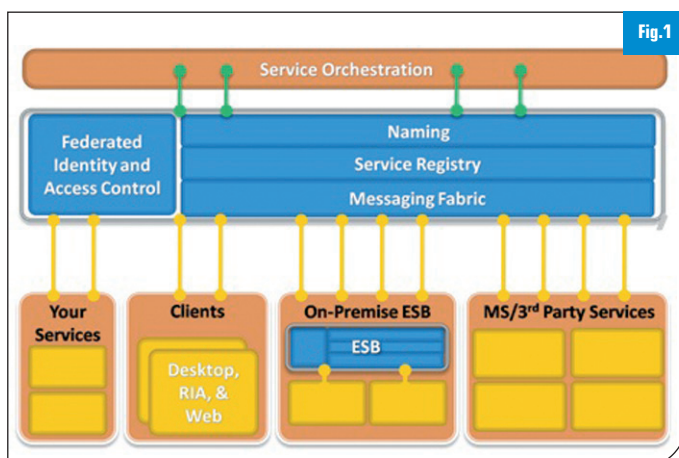 Fig.1
Service Orchestration
Federated
Identity and
Access Control
Naming
Service Registry
Messaging Fabric
Your
Services
Clients
Desktop,
RIA, &
Web
On-Premise ESB
ESB
MS/3rd Party Services